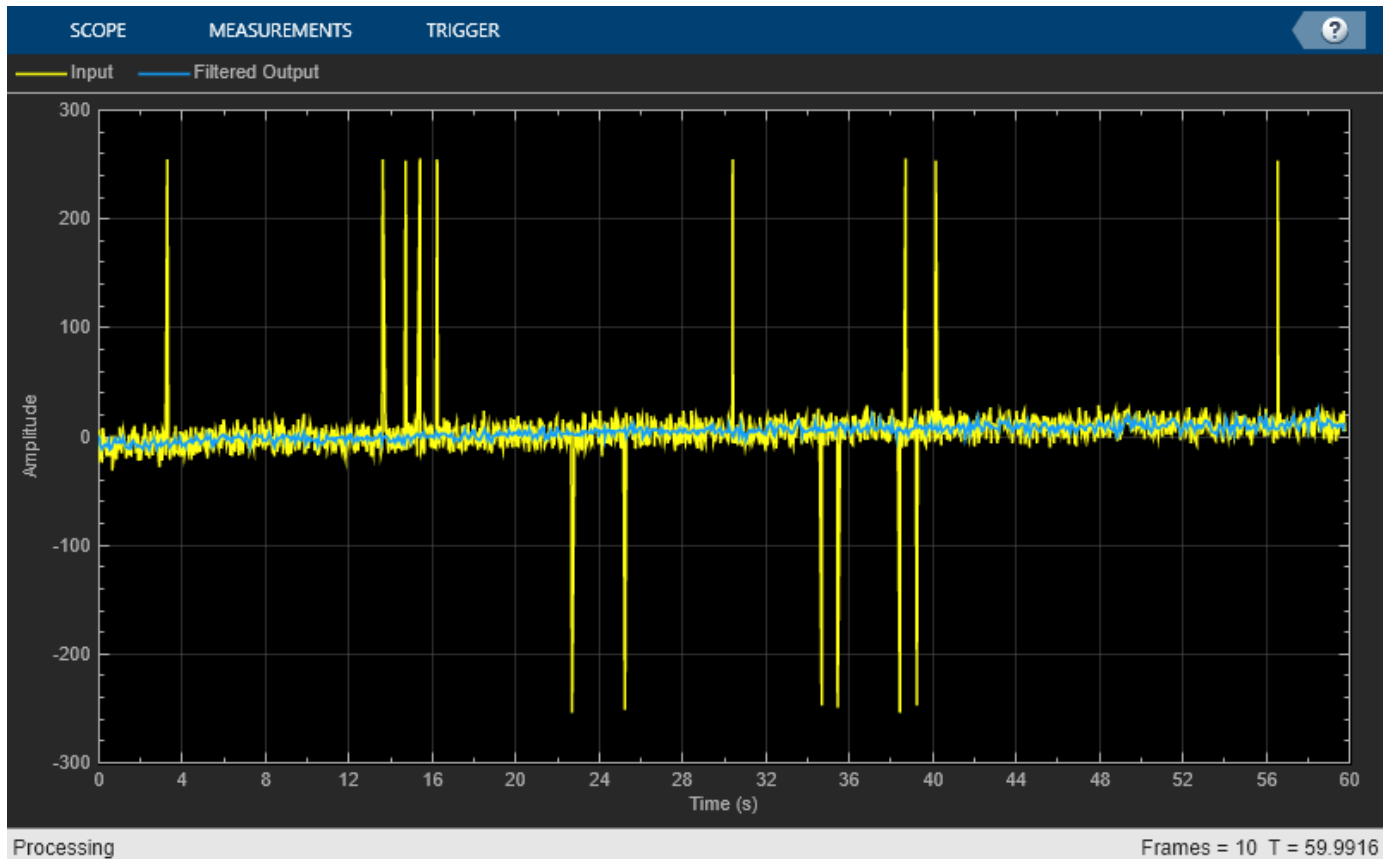 SCOPE MEASUREMENTS TRIGGER ?
Input Filtered Output
300
200
100
0
-100
-200
-300
Amplitude
0 4 8 12 16 20 24 28 32 36 40 44 48 52 56 60
Time (s)
Processing Frames = 10 T = 59.9916